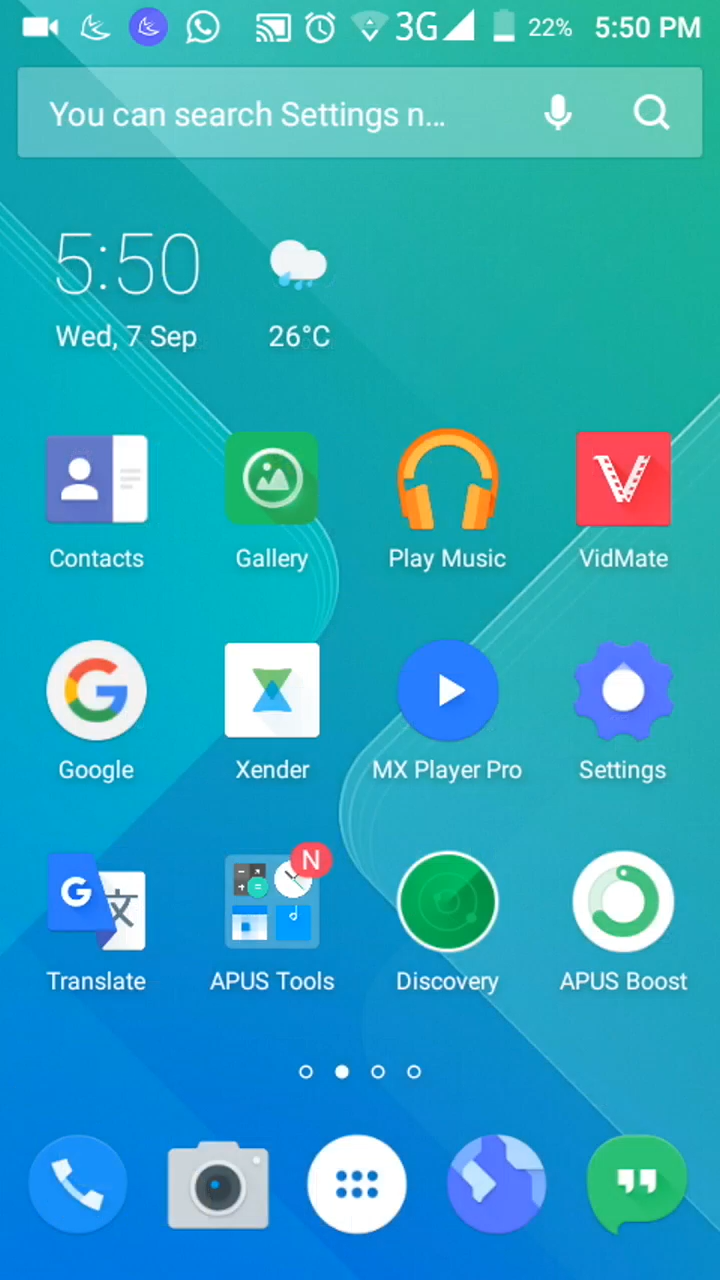 3G 22% 5:50 PM
You can search Settings n...
5:50
Wed, 7 Sep 26°C
Contacts Gallery Play Music VidMate
Google Xender MX Player Pro Settings
N
Translate APUS Tools Discovery APUS Boost